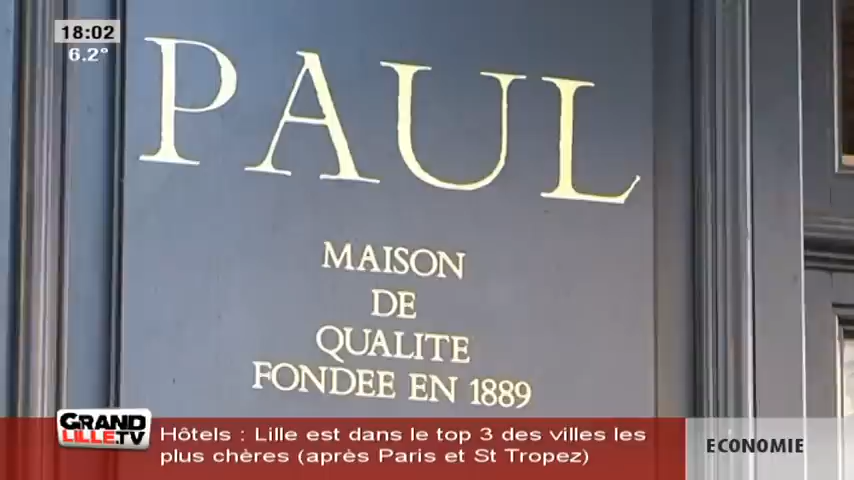 18:02
6.2°
PAUL
MAISON
DE
QUALITE
FONDEE EN 1889
GRAND
LILLE.TV
Hôtels : Lille est dans le top 3 des villes les
plus chères (après Paris et St Tropez)
ECONOMIE